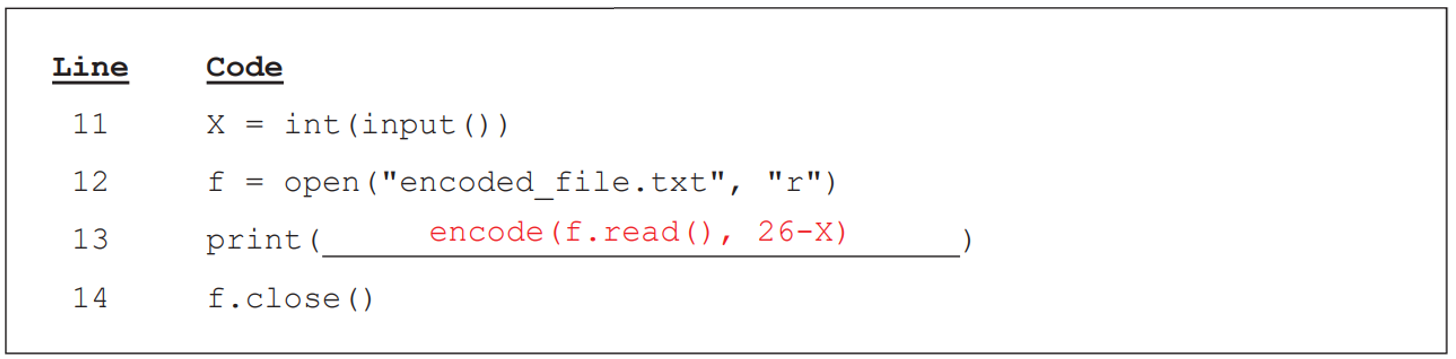 Line Code
11 X = int(input())
12 f = open("encoded_file.txt", "r")
13 print(encode(f.read(), 26-X))
14 f.close()